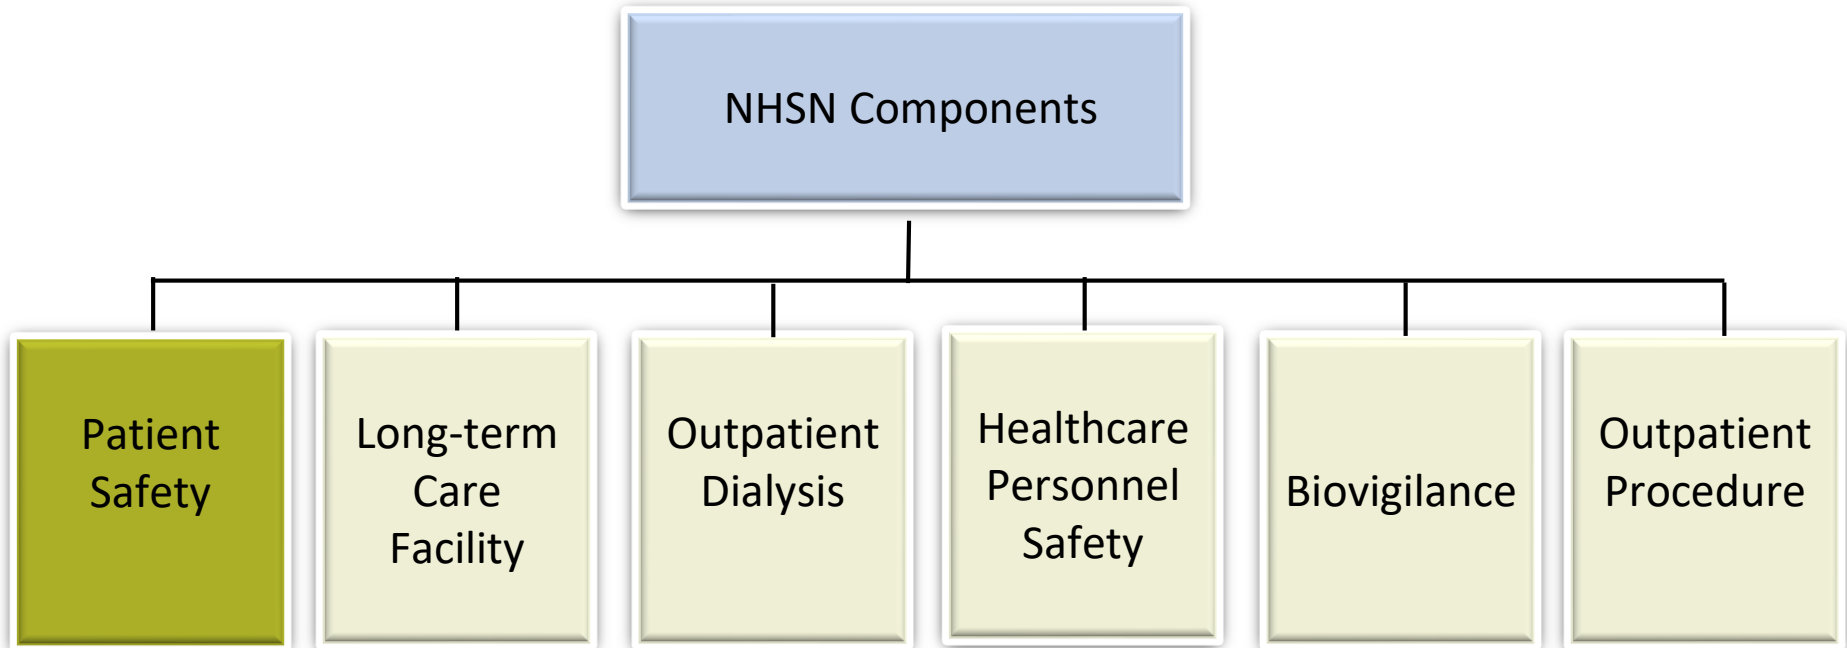 NHSN Components
Patient
Safety
Long-term
Care
Facility
Outpatient
Dialysis
Healthcare
Personnel
Safety
Biovigilance
Outpatient
Procedure